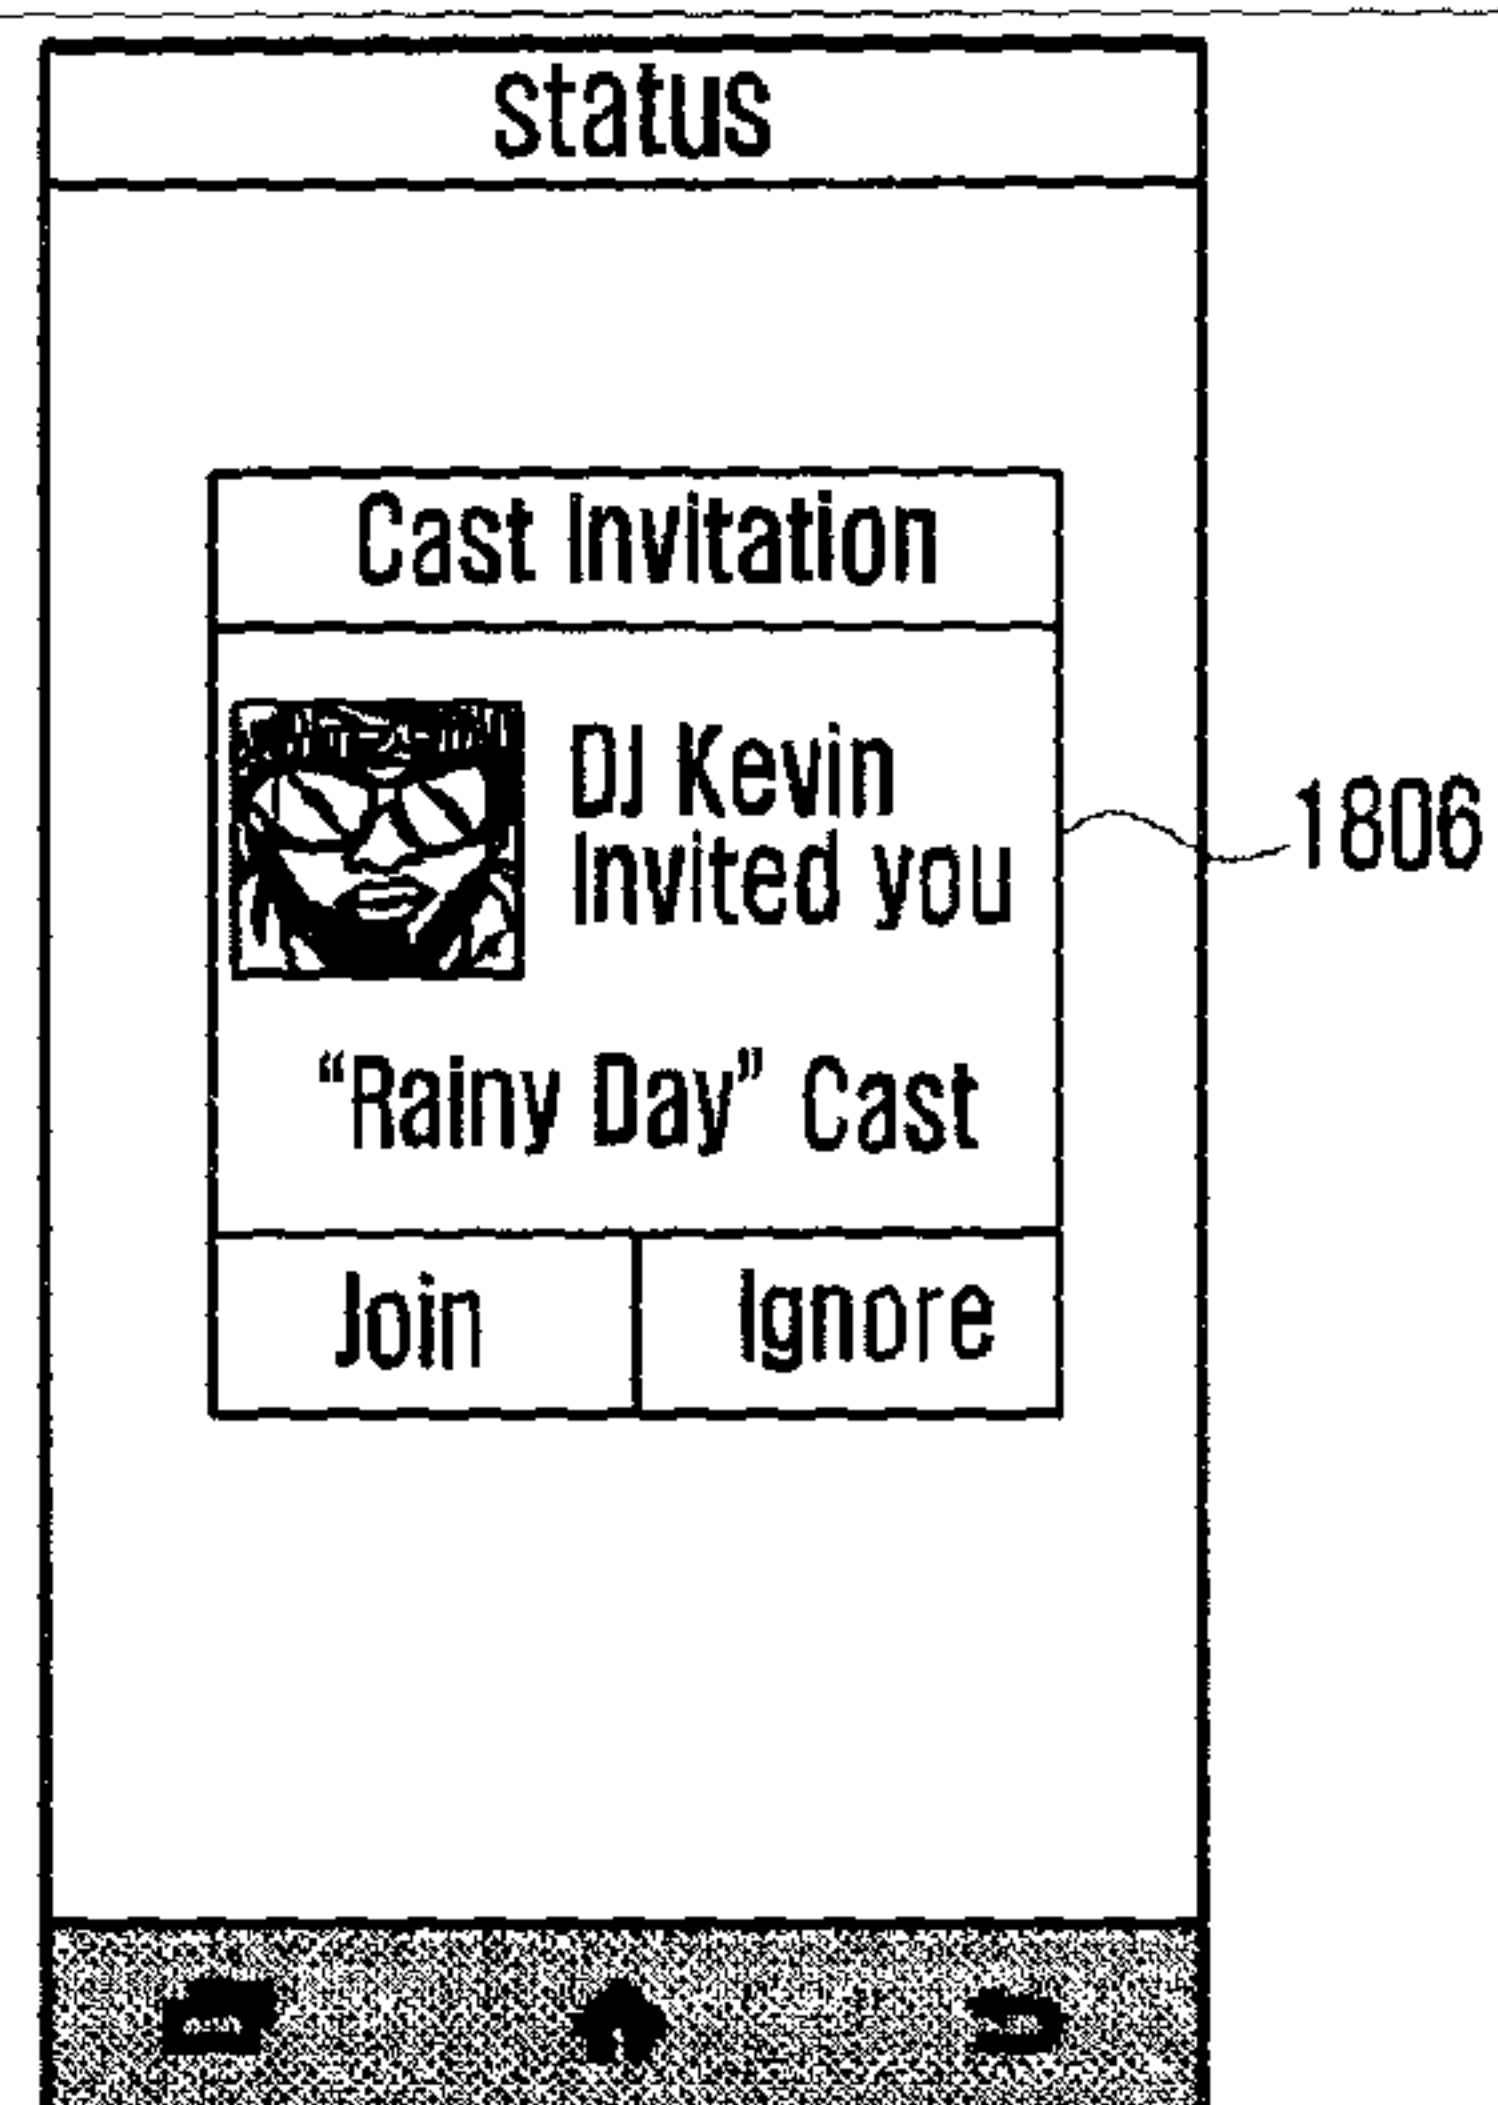 status
Cast Invitation
DJ Kevin
Invited you
1806
“Rainy Day” Cast
Join
Ignore